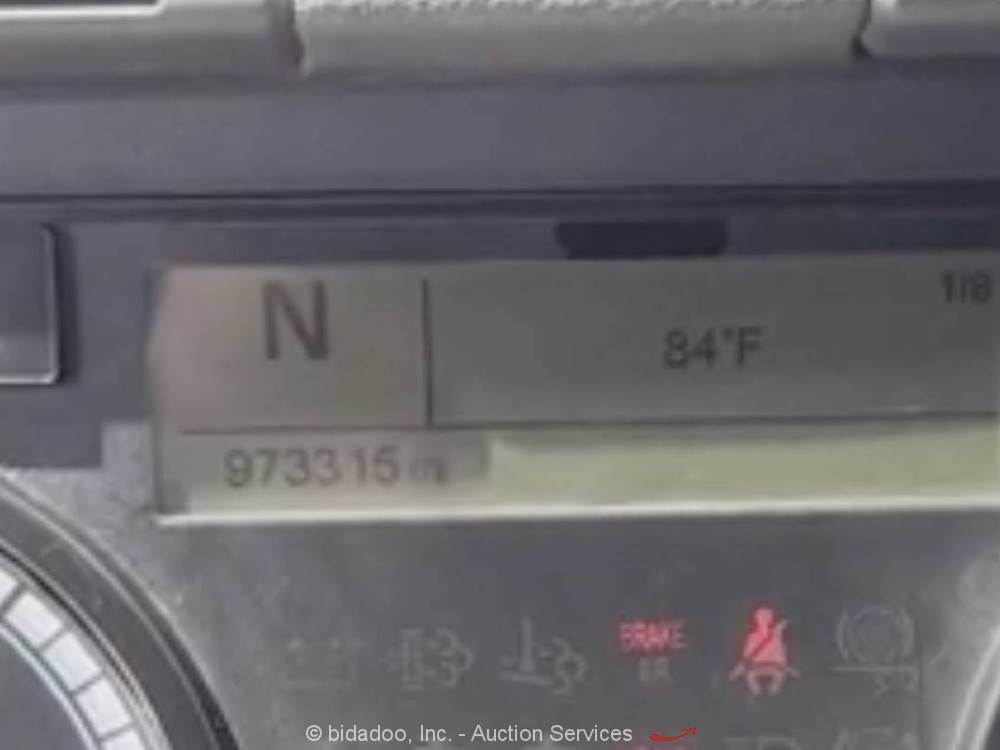 N
1/8
84°F
973315
BRAKE
AIR
© bidadoo, Inc. - Auction Services